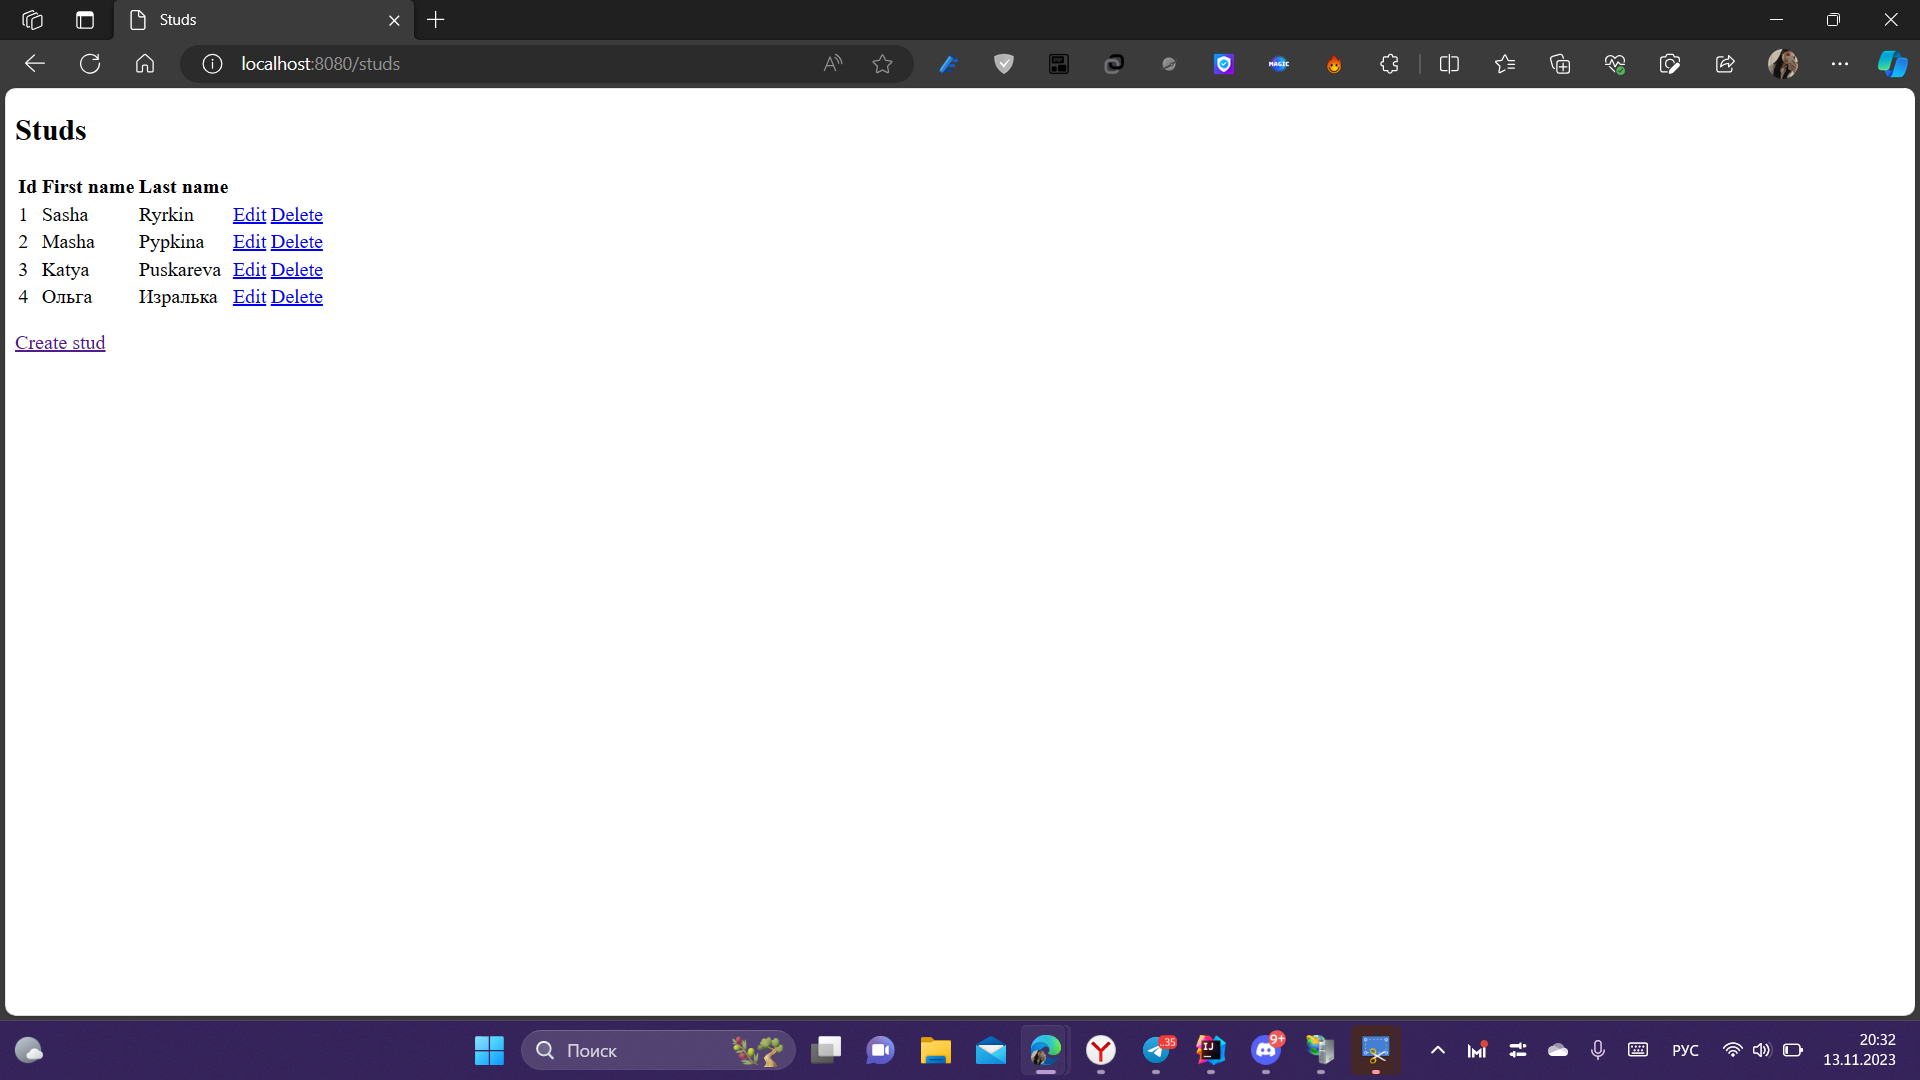 Studs
localhost:8080/studs
Studs
Id First name Last name
1 Sasha Ryrkin Edit Delete
2 Masha Pypkina Edit Delete
3 Katya Puskareva Edit Delete
4 Ольга Изралька Edit Delete
Create stud
Поиск
35
9+
РУС
20:32
13.11.2023